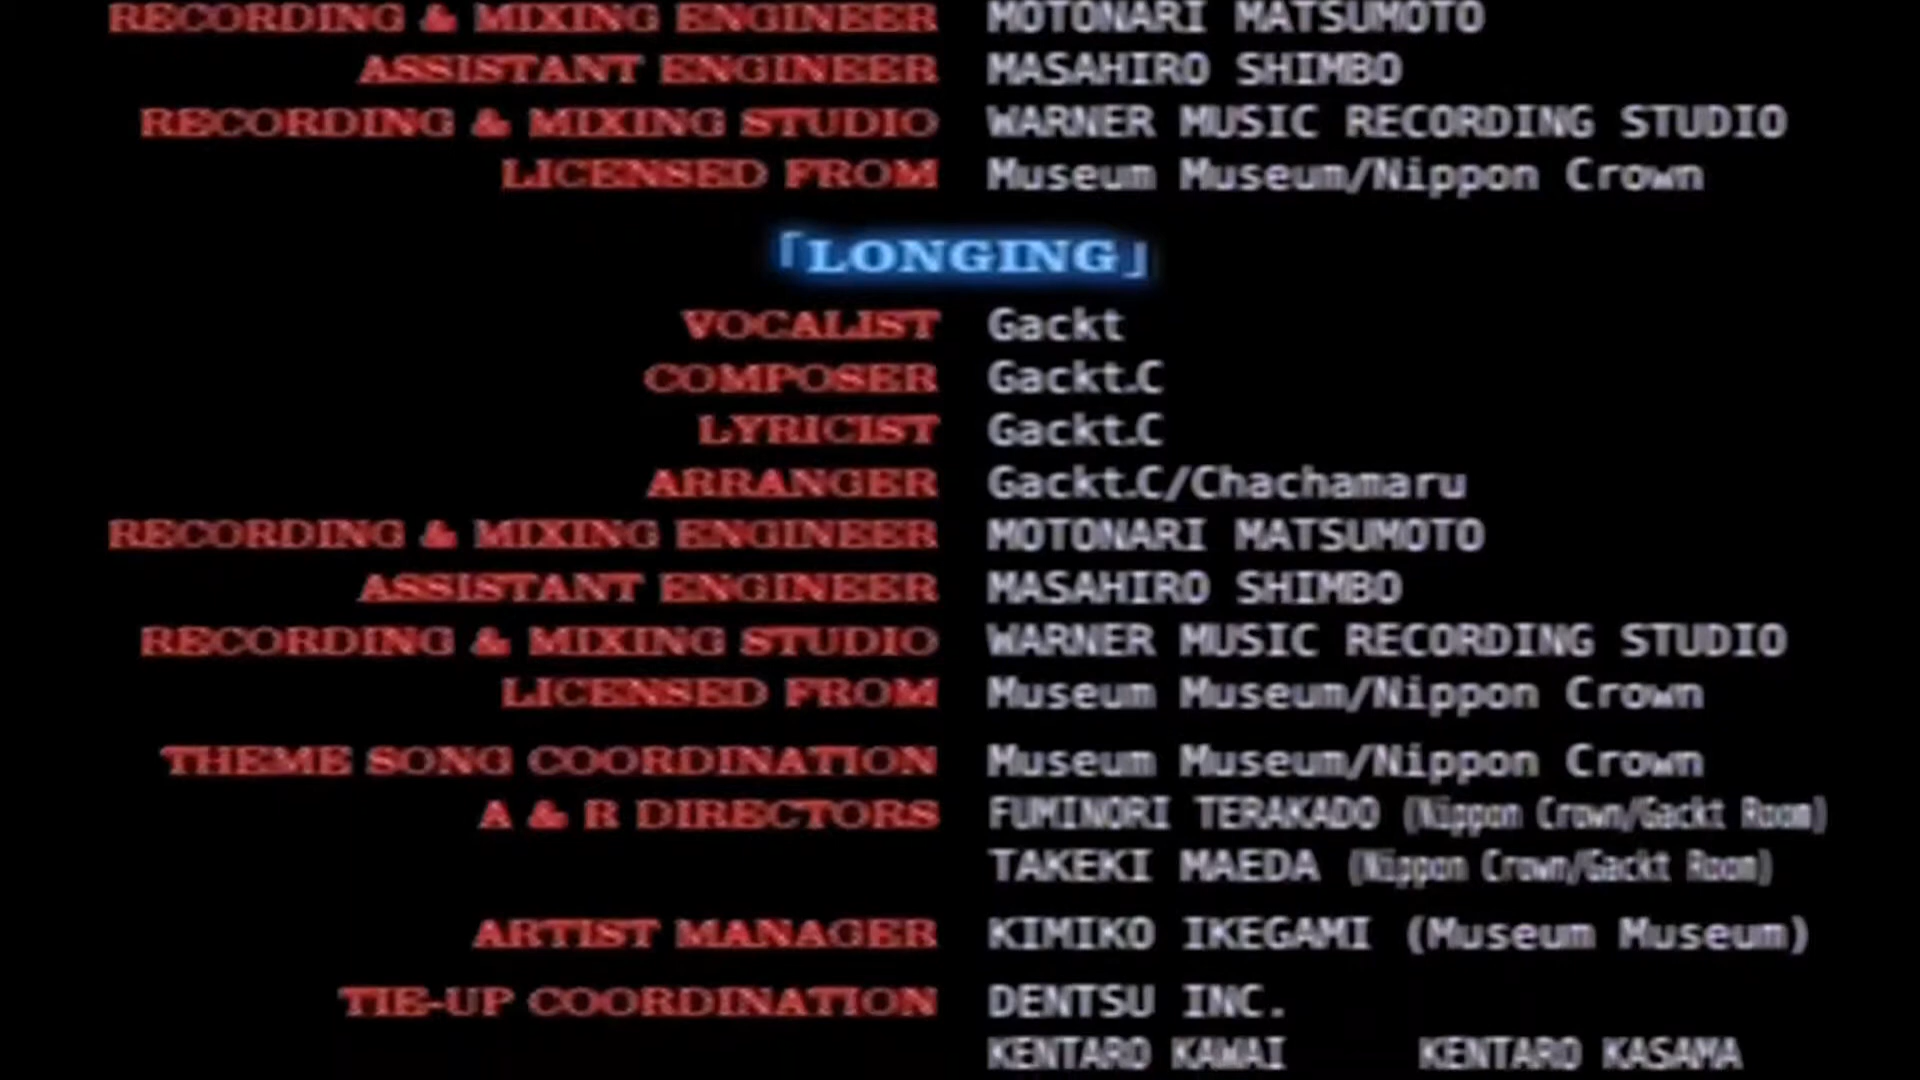 RECORDING & MIXING ENGINEER MOTONARI MATSUMOTO
ASSISTANT ENGINEER MASAHIRO SHIMBO
RECORDING & MIXING STUDIO WARNER MUSIC RECORDING STUDIO
LICENSED FROM Museum Museum/Nippon Crown
「LONGING」
VOCALIST Gackt
COMPOSER Gackt.C
LYRICIST Gackt.C
ARRANGER Gackt.C/Chachamaru
RECORDING & MIXING ENGINEER MOTONARI MATSUMOTO
ASSISTANT ENGINEER MASAHIRO SHIMBO
RECORDING & MIXING STUDIO WARNER MUSIC RECORDING STUDIO
LICENSED FROM Museum Museum/Nippon Crown
THEME SONG COORDINATION Museum Museum/Nippon Crown
A & R DIRECTORS FUMINORI TERAKADO (Nippon Crown/Gackt Room)
TAKEKI MAEDA (Nippon Crown/Gackt Room)
ARTIST MANAGER KIMIKO IKEGAMI (Museum Museum)
TIE-UP COORDINATION DENTSU INC.
KENTARO KAWAI KENTARO KASAMA